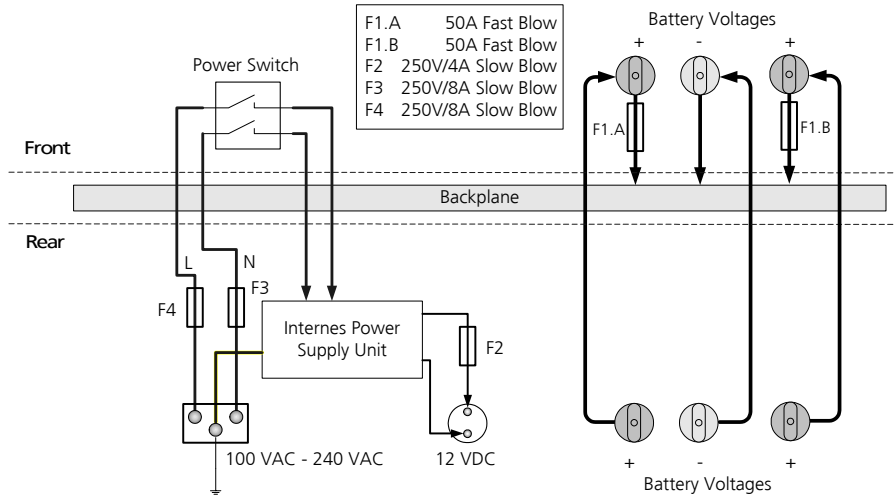 F1.A 50A Fast Blow
F1.B 50A Fast Blow
F2 250V/4A Slow Blow
F3 250V/8A Slow Blow
F4 250V/8A Slow Blow
Battery Voltages
+ - +
Power Switch
F1.A
F1.B
Front
Backplane
Rear
L N
F4
F3
Internes Power
Supply Unit
F2
100 VAC - 240 VAC
12 VDC
+ - +
Battery Voltages